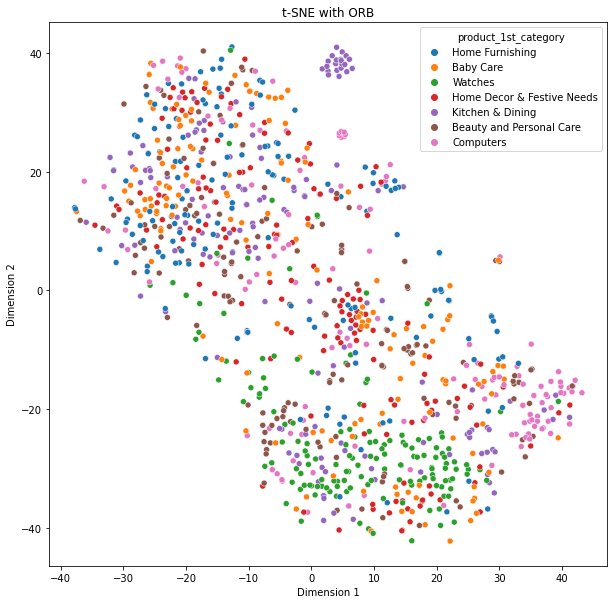 t-SNE with ORB
product_1st_category
Home Furnishing
Baby Care
Watches
Home Decor & Festive Needs
Kitchen & Dining
Beauty and Personal Care
Computers
40
20
0
−20
−40
Dimension 2
−40 −30 −20 −10 0 10 20 30 40
Dimension 1